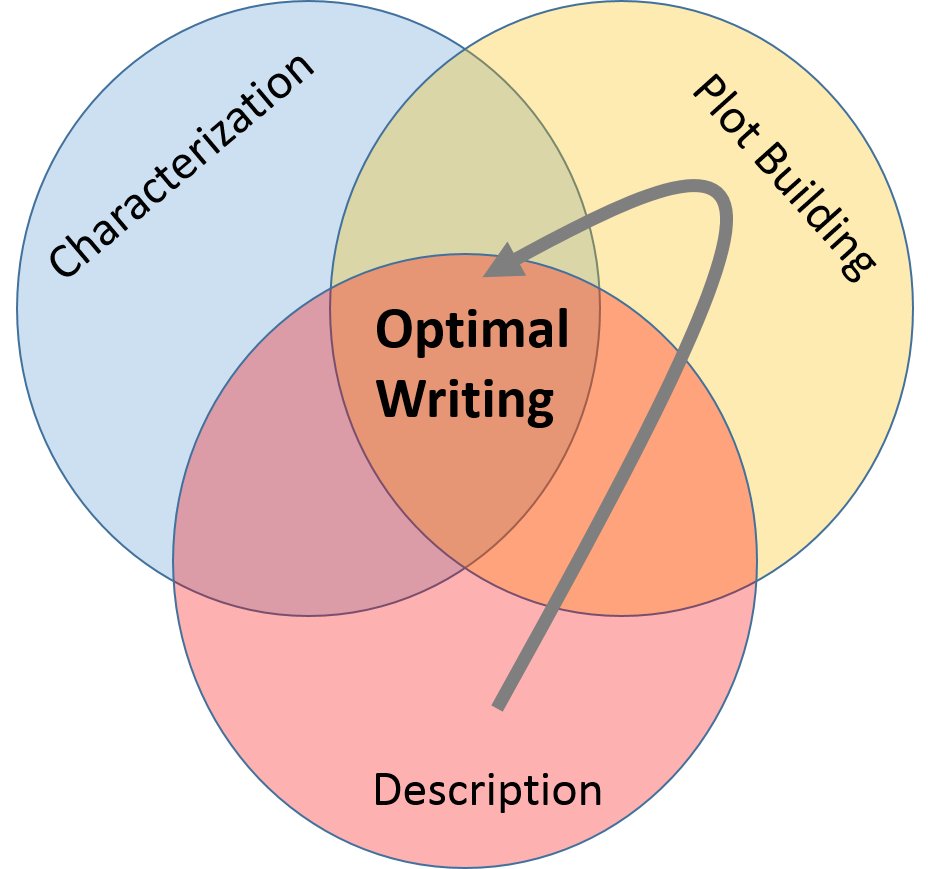 Characterization
Plot Building
Optimal
Writing
Description